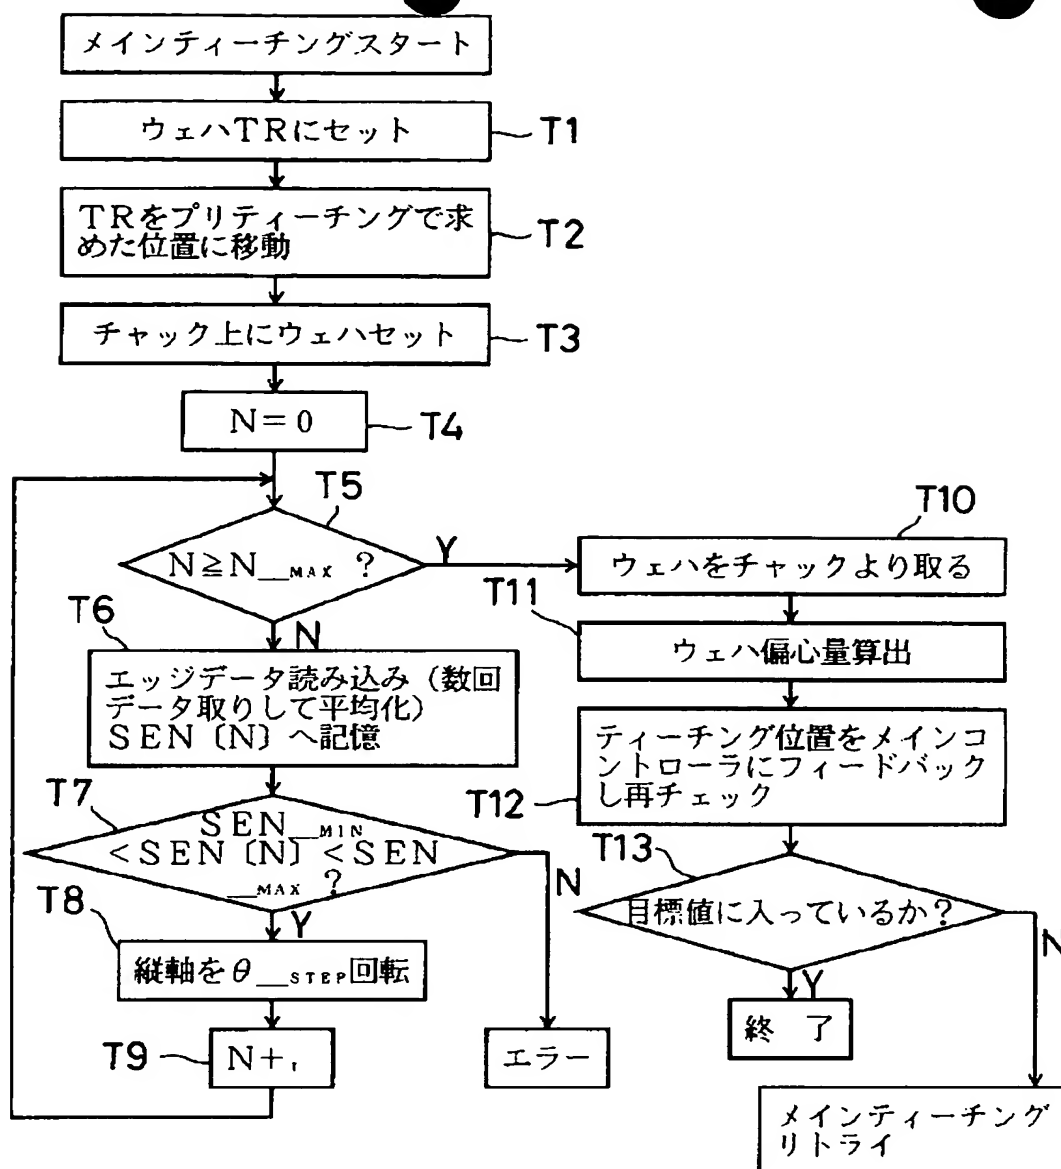 メインティーチングスタート
ウェハTRにセット
T1
TRをプリティーチングで求
めた位置に移動
T2
チャック上にウェハセット
T3
N=0
T4
T5
N≧N__MAX ?
Y
N
T6
エッジデータ読み込み(数回
データ取りして平均化)
SEN〔N〕へ記憶
T7
SEN__MIN
<SEN〔N〕<SEN
__MAX ?
N
Y
T8
縦軸をθ__STEP回転
T9
N+,
エラー
T10
ウェハをチャックより取る
T11
ウェハ偏心量算出
T12
ティーチング位置をメインコ
ントローラにフィードバック
し再チェック
T13
目標値に入っているか?
N
Y
終 了
メインティーチング
リトライ